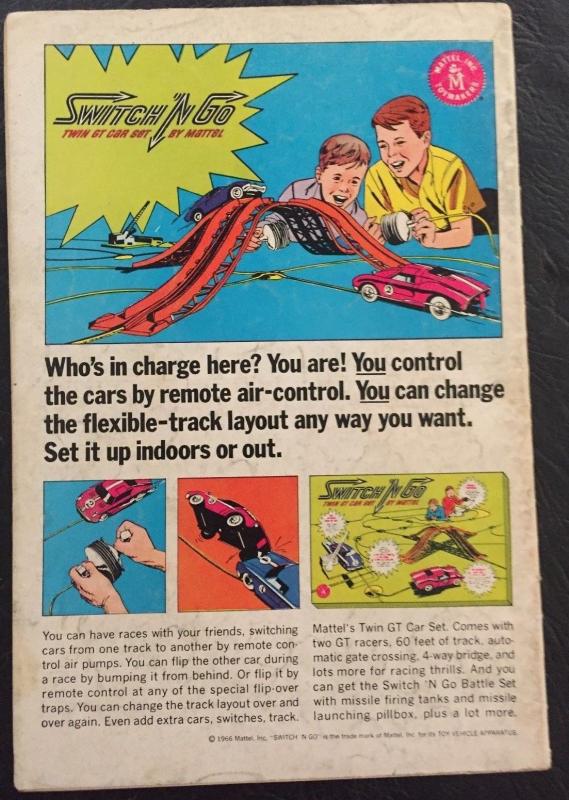 MATTEL, INC.
M
TOYMAKERS
SWITCH 'N GO
TWIN GT CAR SET BY MATTEL
2
Who's in charge here? You are! You control
the cars by remote air-control. You can change
the flexible-track layout any way you want.
Set it up indoors or out.
SWITCH 'N GO
TWIN GT CAR SET BY MATTEL
You can have races with your friends, switching
cars from one track to another by remote con-
trol air pumps. You can flip the other car during
a race by bumping it from behind. Or flip it by
remote control at any of the special flip-over
traps. You can change the track layout over and
over again. Even add extra cars, switches, track.
Mattel's Twin GT Car Set. Comes with
two GT racers, 60 feet of track, auto-
matic gate crossing, 4-way bridge, and
lots more for racing thrills. And you
can get the Switch 'N Go Battle Set
with missile firing tanks and missile
launching pillbox, plus a lot more.
© 1966 Mattel, Inc. "SWITCH 'N GO" is the trade mark of Mattel, Inc. for its TOY VEHICLE APPARATUS.